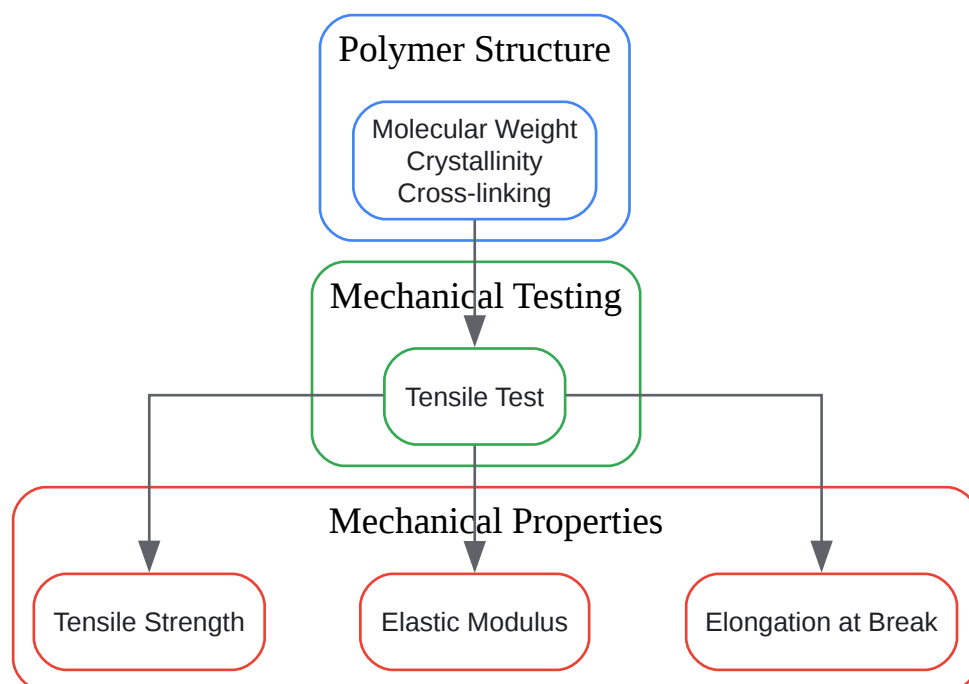 Polymer Structure
Molecular Weight
Crystallinity
Cross-linking
Mechanical Testing
Tensile Test
Mechanical Properties
Tensile Strength
Elastic Modulus
Elongation at Break